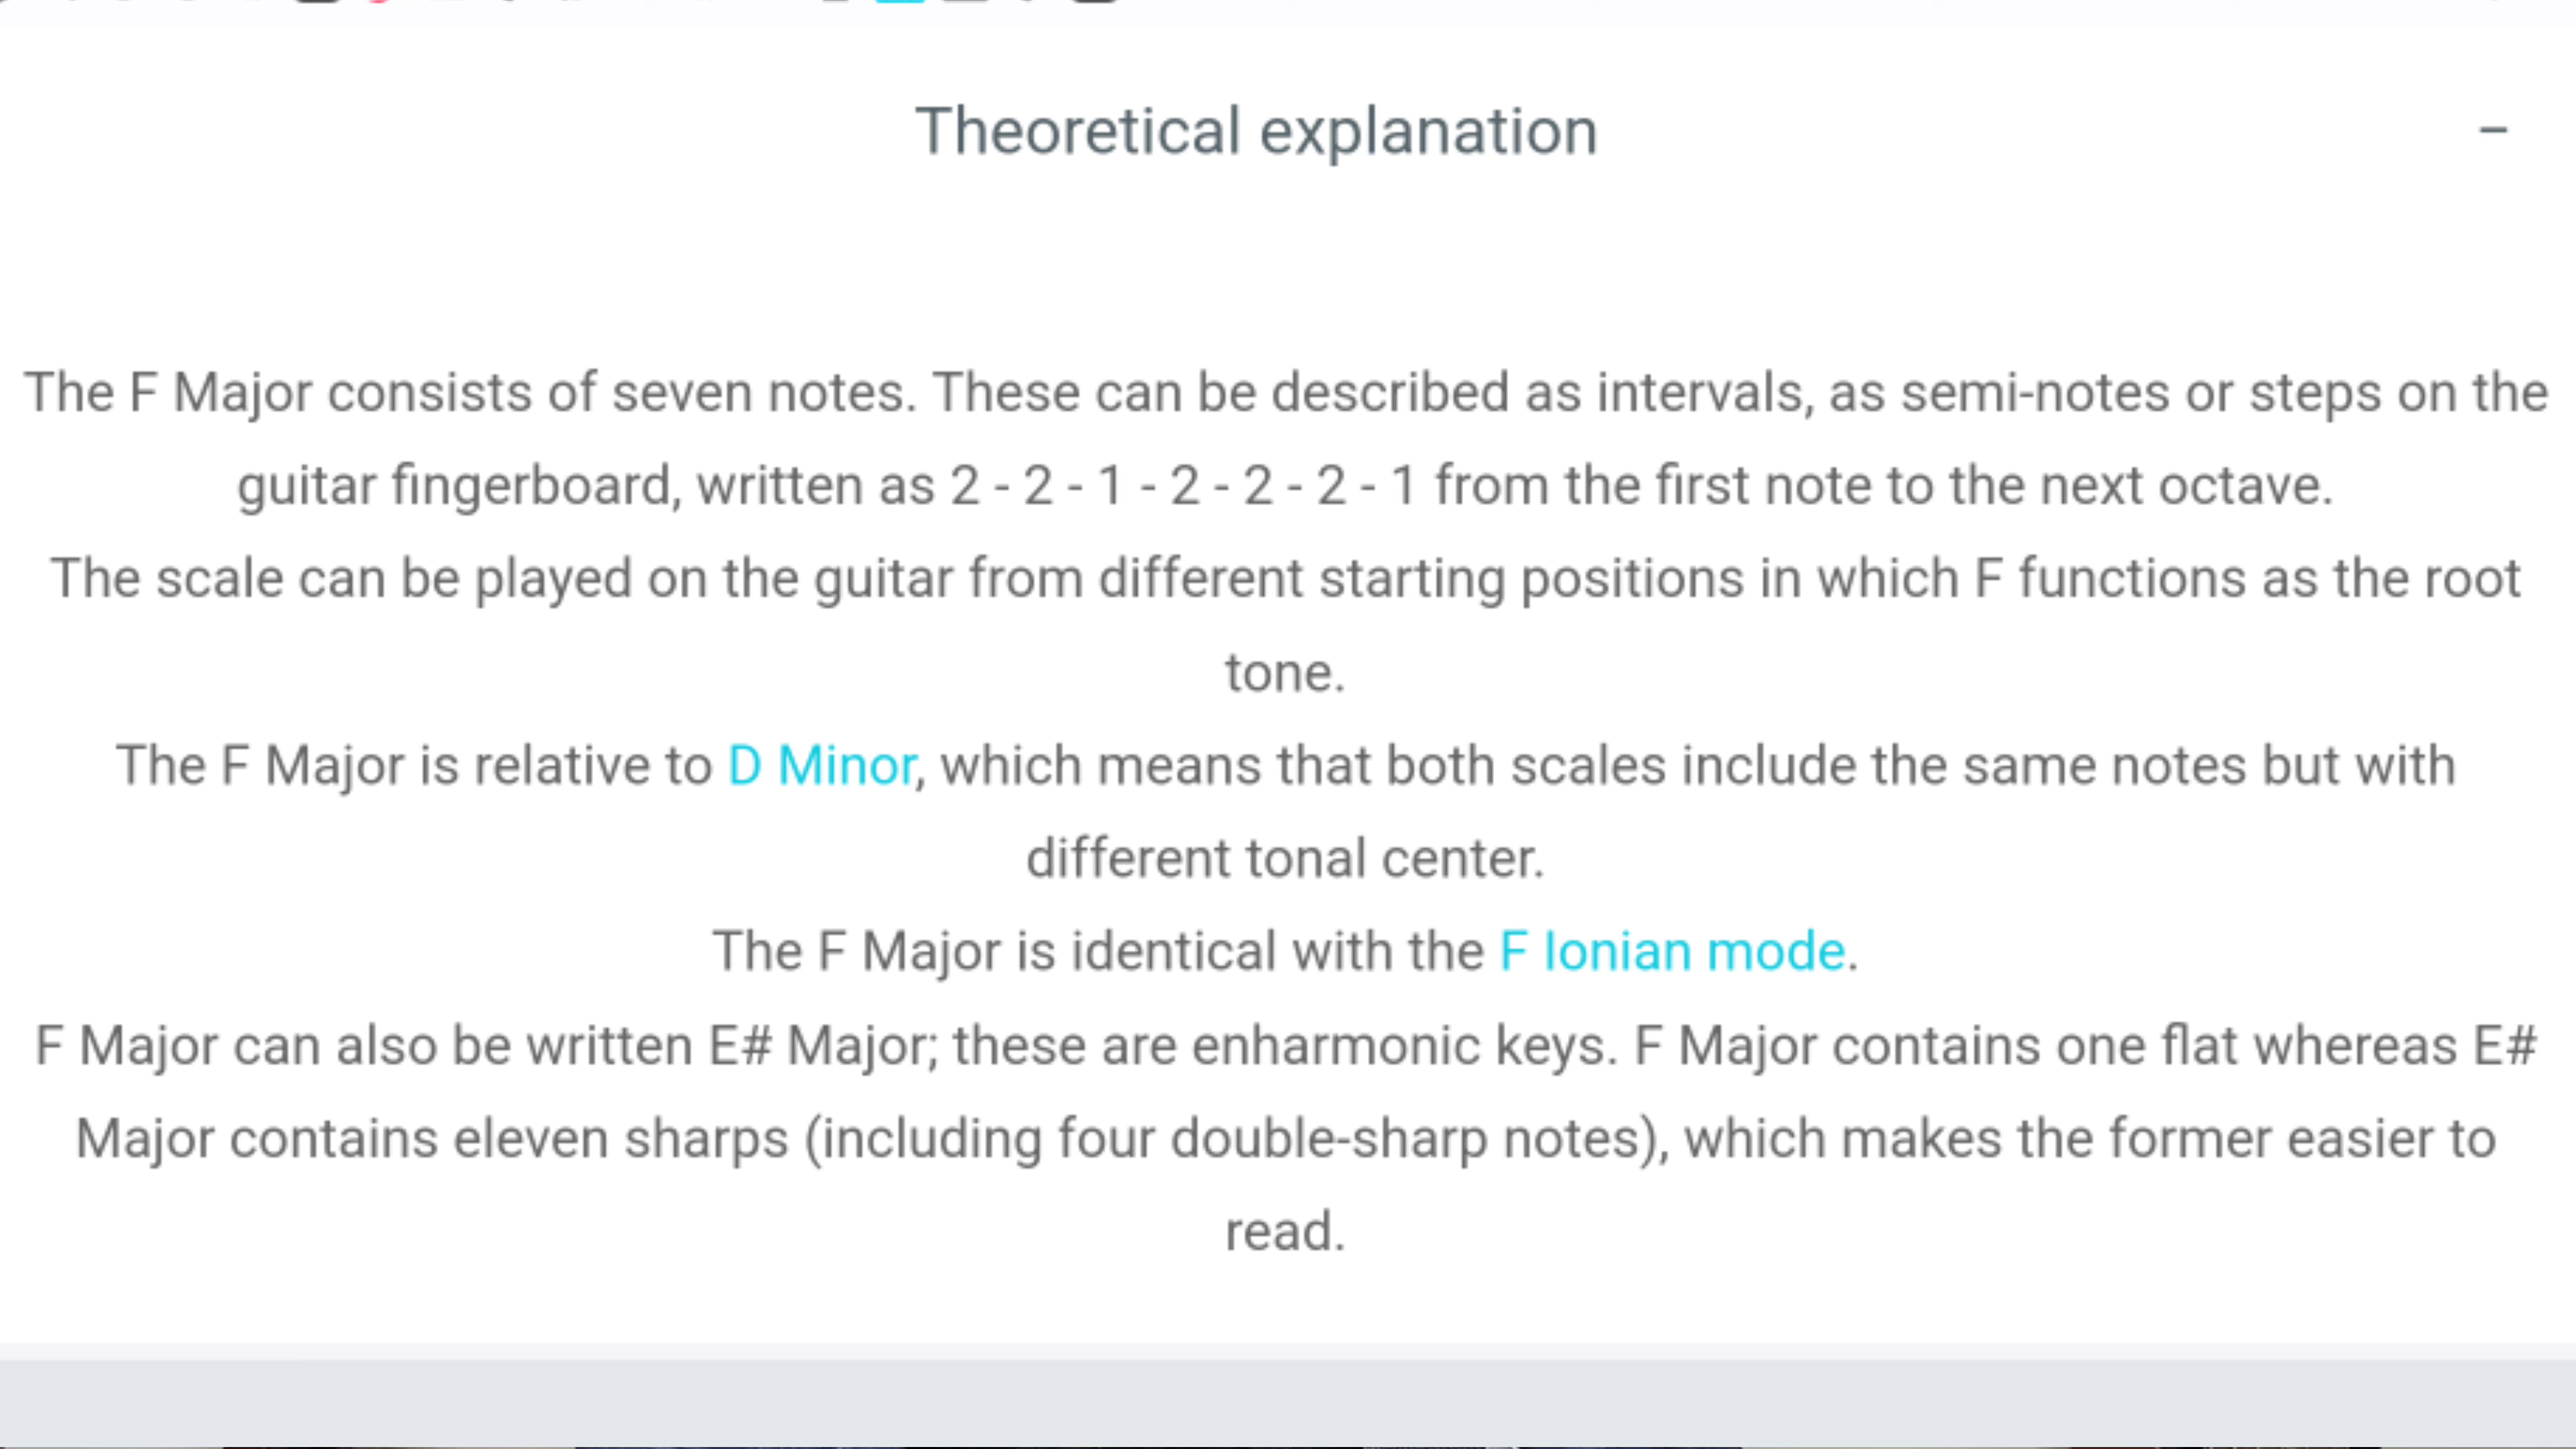 Theoretical explanation
–
The F Major consists of seven notes. These can be described as intervals, as semi-notes or steps on the
guitar fingerboard, written as 2 - 2 - 1 - 2 - 2 - 2 - 1 from the first note to the next octave.
The scale can be played on the guitar from different starting positions in which F functions as the root
tone.
The F Major is relative to D Minor, which means that both scales include the same notes but with
different tonal center.
The F Major is identical with the F Ionian mode.
F Major can also be written E# Major; these are enharmonic keys. F Major contains one flat whereas E#
Major contains eleven sharps (including four double-sharp notes), which makes the former easier to
read.